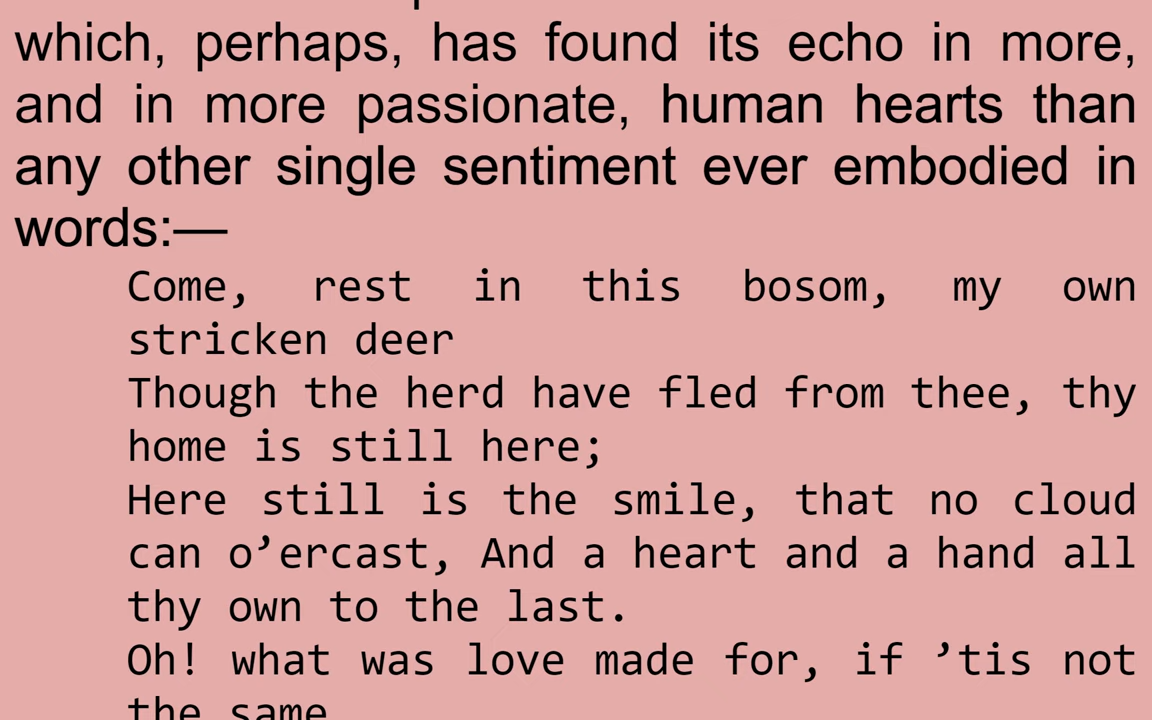 which, perhaps, has found its echo in more,
and in more passionate, human hearts than
any other single sentiment ever embodied in
words:—
Come, rest in this bosom, my own
stricken deer
Though the herd have fled from thee, thy
home is still here;
Here still is the smile, that no cloud
can o’ercast, And a heart and a hand all
thy own to the last.
Oh! what was love made for, if ’tis not
the same